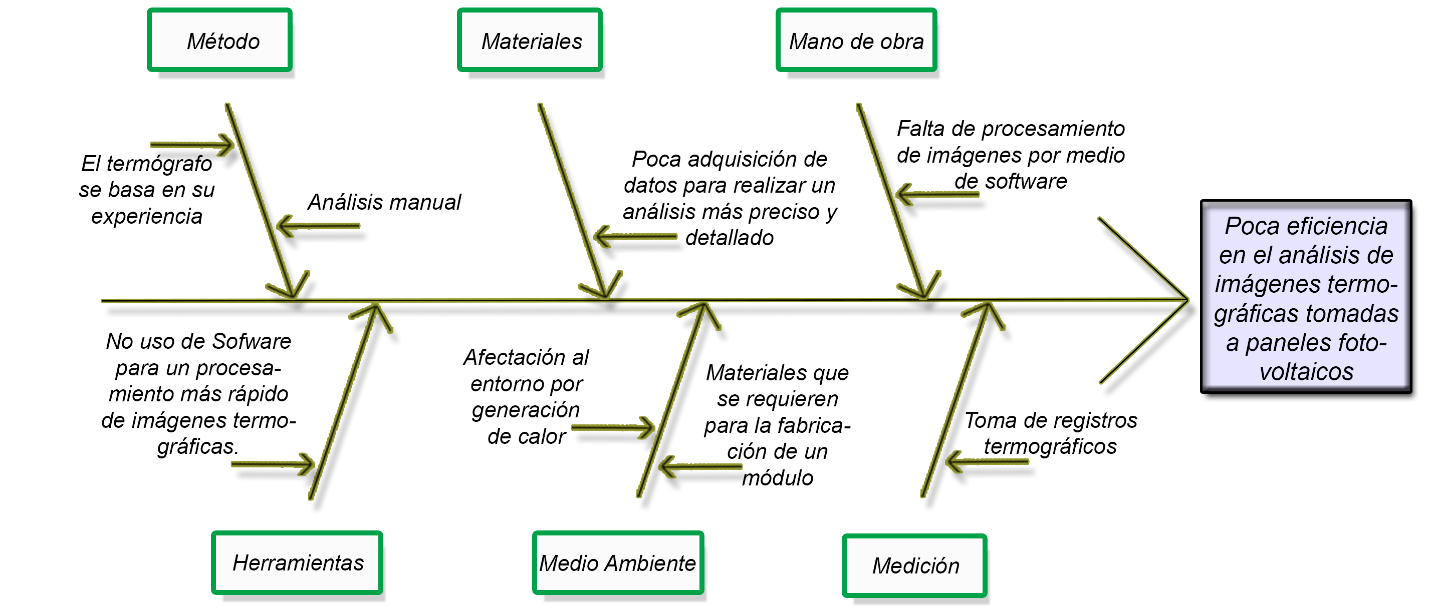 Método
Materiales
Mano de obra
El termógrafo
se basa en su
experiencia
Análisis manual
Poca adquisición de
datos para realizar un
análisis más preciso y
detallado
Falta de procesamiento
de imágenes por medio
de software
Poca eficiencia
en el análisis de
imágenes termo-
gráficas tomadas
a paneles foto-
voltaicos
No uso de Sofware
para un procesa-
miento más rápido
de imágenes termo-
gráficas.
Afectación al
entorno por
generación
de calor
Materiales que
se requieren
para la fabrica-
ción de un
módulo
Toma de registros
termográficos
Herramientas
Medio Ambiente
Medición